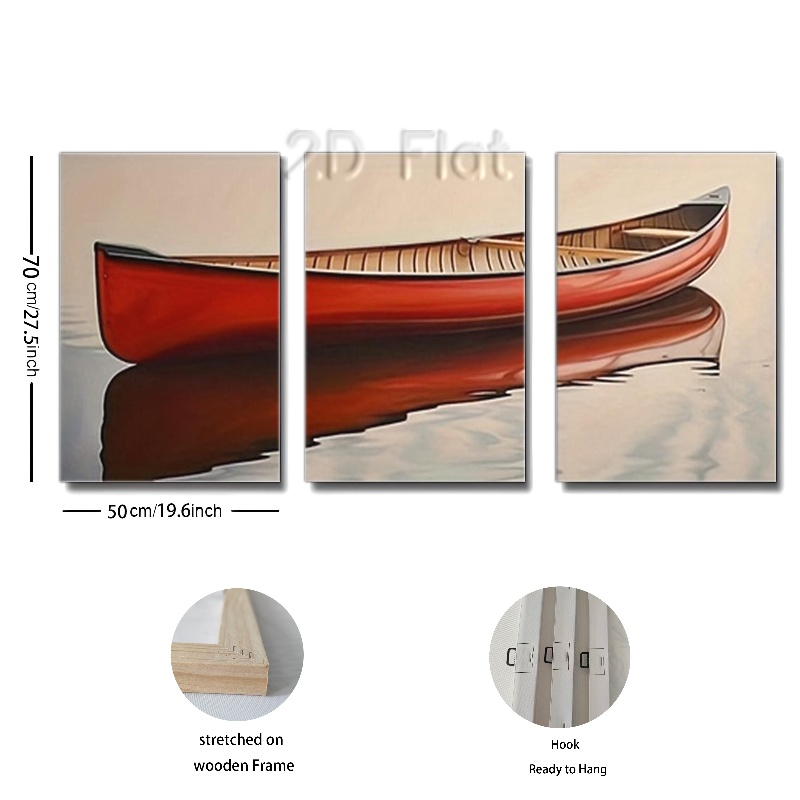 2D Flat
70 cm/27.5inch
50cm/19.6inch
stretched on
wooden Frame
Hook
Ready to Hang